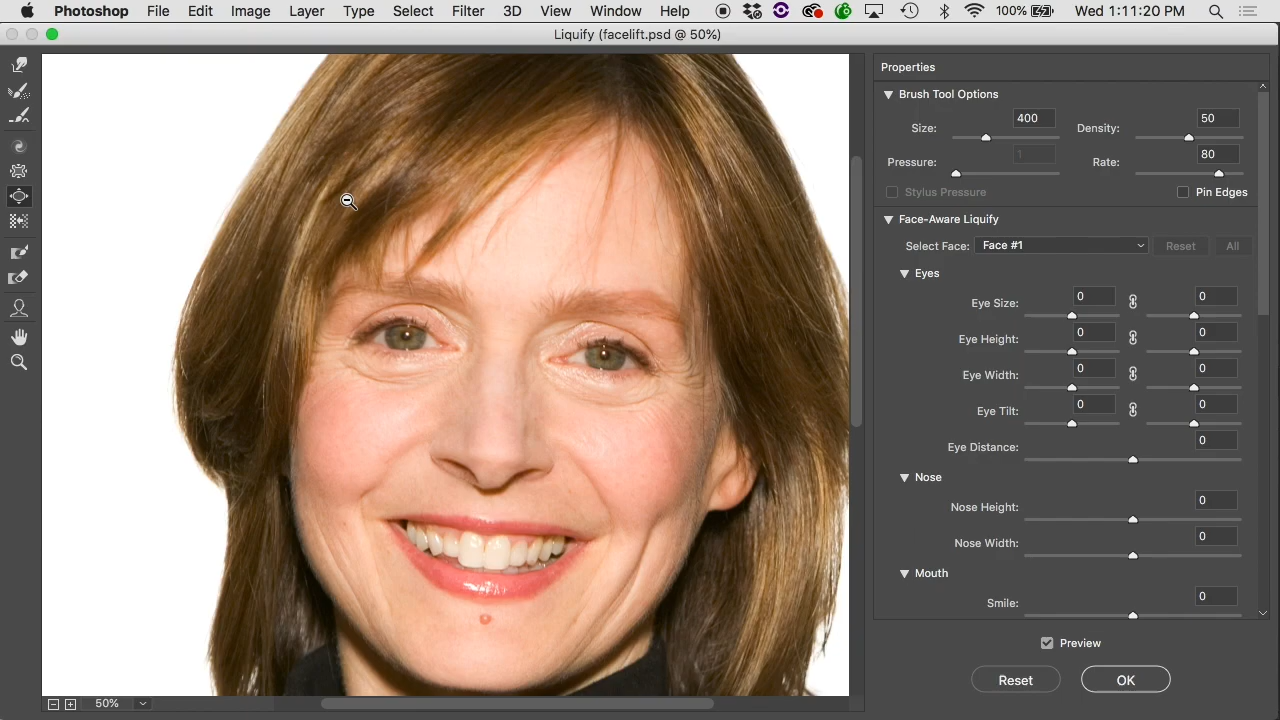 Photoshop File Edit Image Layer Type Select Filter 3D View Window Help 100% Wed 1:11:20 PM
Liquify (facelift.psd @ 50%)
Properties
Brush Tool Options
Size: 400 Density: 50
Pressure: 1 Rate: 80
Stylus Pressure Pin Edges
Face-Aware Liquify
Select Face: Face #1 Reset All
Eyes
Eye Size: 0 0
Eye Height: 0 0
Eye Width: 0 0
Eye Tilt: 0 0
Eye Distance: 0
Nose
Nose Height: 0
Nose Width: 0
Mouth
Smile: 0
Preview
Reset OK
50%